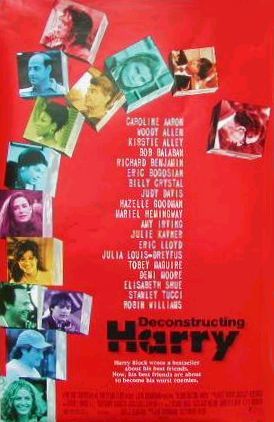 CAROLINE AARON
WOODY ALLEN
KIRSTIE ALLEY
BOB BALABAN
RICHARD BENJAMIN
ERIC BOGOSIAN
BILLY CRYSTAL
JUDY DAVIS
HAZELLE GOODMAN
MARIEL HEMINGWAY
AMY IRVING
JULIE KAVNER
ERIC LLOYD
JULIA LOUIS-DREYFUS
TOBEY MAGUIRE
DEMI MOORE
ELISABETH SHUE
STANLEY TUCCI
ROBIN WILLIAMS
Deconstructing
Harry
Harry Block wrote a bestseller
about his best friends.
Now, his best friends are about
to become his worst enemies.